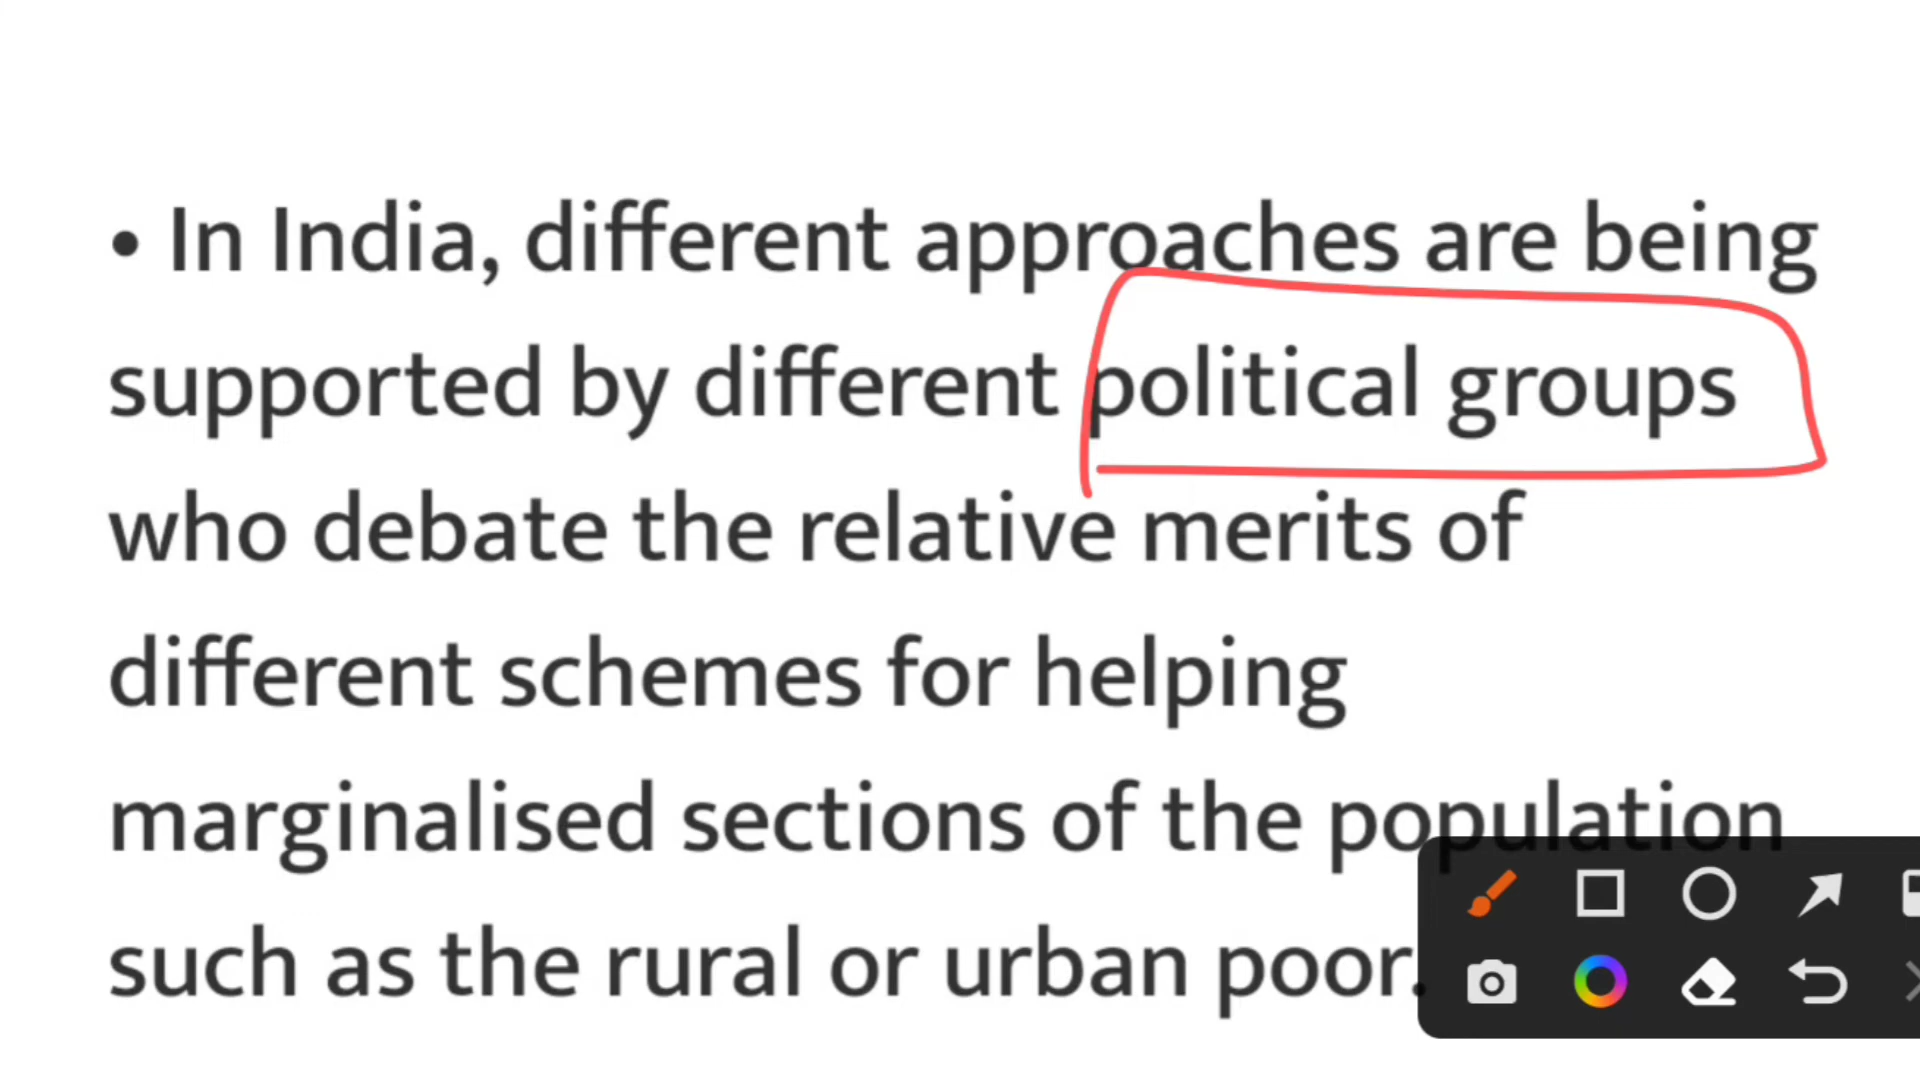 • In India, different approaches are being
supported by different political groups
who debate the relative merits of
different schemes for helping
marginalised sections of the population
such as the rural or urban poor.